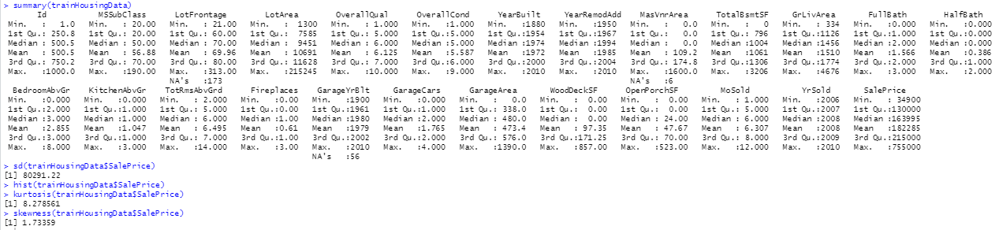 > summary(trainHousingData)
Id MSSubClass LotFrontage LotArea OverallQual OverallCond YearBuilt YearRemodAdd MasVnrArea TotalBsmtSF GrLivArea FullBath HalfBath
Min. : 1.0 Min. : 20.00 Min. : 21.00 Min. : 1300 Min. : 1.000 Min. :1.000 Min. :1880 Min. :1950 Min. : 0.0 Min. : 0 Min. : 334 Min. :0.000 Min. :0.000
1st Qu.: 250.8 1st Qu.: 20.00 1st Qu.: 60.00 1st Qu.: 7585 1st Qu.: 5.000 1st Qu.:5.000 1st Qu.:1954 1st Qu.:1967 1st Qu.: 0.0 1st Qu.: 796 1st Qu.:1126 1st Qu.:1.000 1st Qu.:0.000
Median : 500.5 Median : 50.00 Median : 70.00 Median : 9451 Median : 6.000 Median :5.000 Median :1974 Median :1994 Median : 0.0 Median :1004 Median :1456 Median :2.000 Median :0.000
Mean : 500.5 Mean : 56.88 Mean : 69.96 Mean : 10691 Mean : 6.125 Mean :5.587 Mean :1972 Mean :1985 Mean : 109.2 Mean :1061 Mean :1510 Mean :1.566 Mean :0.386
3rd Qu.: 750.2 3rd Qu.: 70.00 3rd Qu.: 80.00 3rd Qu.: 11628 3rd Qu.: 7.000 3rd Qu.:6.000 3rd Qu.:2000 3rd Qu.:2004 3rd Qu.: 174.8 3rd Qu.:1306 3rd Qu.:1774 3rd Qu.:2.000 3rd Qu.:1.000
Max. :1000.0 Max. :190.00 Max. :313.00 Max. :215245 Max. :10.000 Max. :9.000 Max. :2010 Max. :2010 Max. :1600.0 Max. :3206 Max. :4676 Max. :3.000 Max. :2.000
NA's :173 NA's :6
BedroomAbvGr KitchenAbvGr TotRmsAbvGrd Fireplaces GarageYrBlt GarageCars GarageArea WoodDeckSF OpenPorchSF MoSold YrSold SalePrice
Min. :0.000 Min. :0.000 Min. : 2.000 Min. :0.00 Min. :1900 Min. :0.000 Min. : 0.0 Min. : 0.00 Min. : 0.00 Min. : 1.000 Min. :2006 Min. : 34900
1st Qu.:2.000 1st Qu.:1.000 1st Qu.: 5.000 1st Qu.:0.00 1st Qu.:1961 1st Qu.:1.000 1st Qu.: 338.0 1st Qu.: 0.00 1st Qu.: 0.00 1st Qu.: 5.000 1st Qu.:2007 1st Qu.:130000
Median :3.000 Median :1.000 Median : 6.000 Median :1.00 Median :1980 Median :2.000 Median : 480.0 Median : 0.00 Median : 24.00 Median : 6.000 Median :2008 Median :163995
Mean :2.855 Mean :1.047 Mean : 6.495 Mean :0.61 Mean :1979 Mean :1.765 Mean : 473.4 Mean : 97.35 Mean : 47.67 Mean : 6.307 Mean :2008 Mean :182285
3rd Qu.:3.000 3rd Qu.:1.000 3rd Qu.: 7.000 3rd Qu.:1.00 3rd Qu.:2002 3rd Qu.:2.000 3rd Qu.: 576.0 3rd Qu.:171.25 3rd Qu.: 70.00 3rd Qu.: 8.000 3rd Qu.:2009 3rd Qu.:215000
Max. :8.000 Max. :3.000 Max. :14.000 Max. :3.00 Max. :2010 Max. :4.000 Max. :1390.0 Max. :857.00 Max. :523.00 Max. :12.000 Max. :2010 Max. :755000
NA's :56
> sd(trainHousingData$SalePrice)
[1] 80291.22
> hist(trainHousingData$SalePrice)
> kurtosis(trainHousingData$SalePrice)
[1] 8.278561
> skewness(trainHousingData$SalePrice)
[1] 1.73359